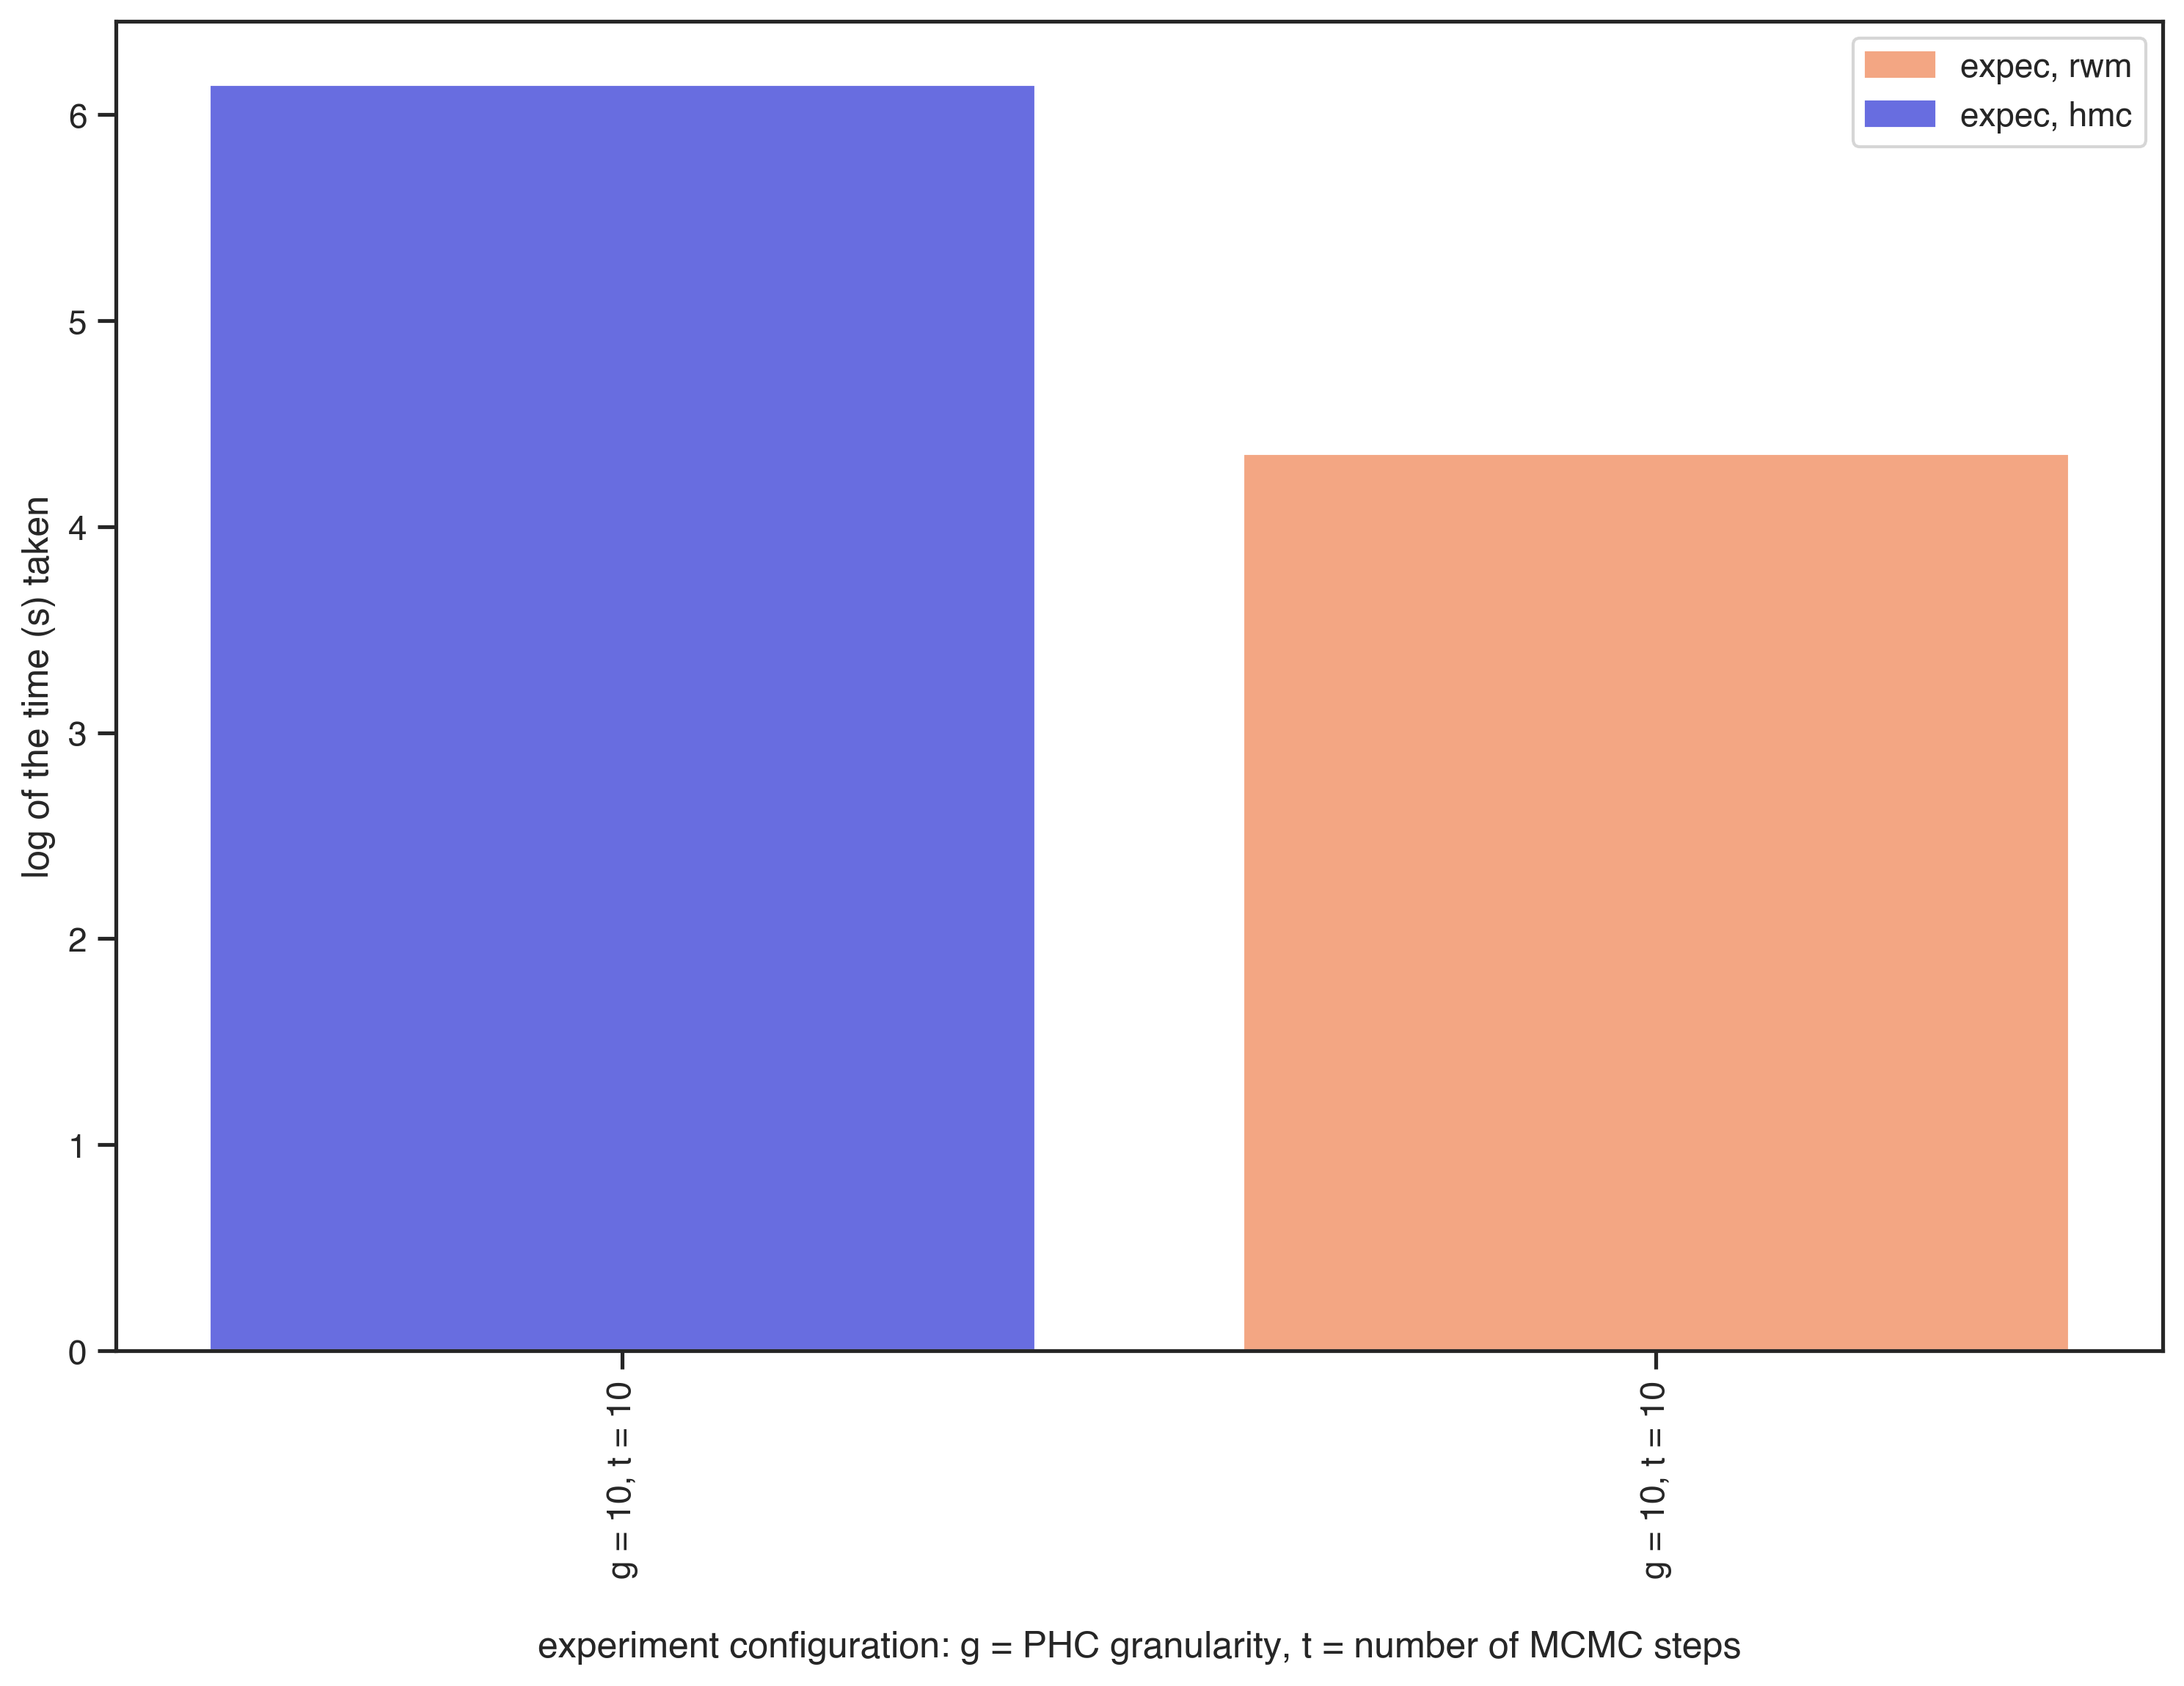 expec, rwm
expec, hmc
6
5
4
3
2
1
0
log of the time (s) taken
g = 10, t = 10
g = 10, t = 10
experiment configuration: g = PHC granularity, t = number of MCMC steps